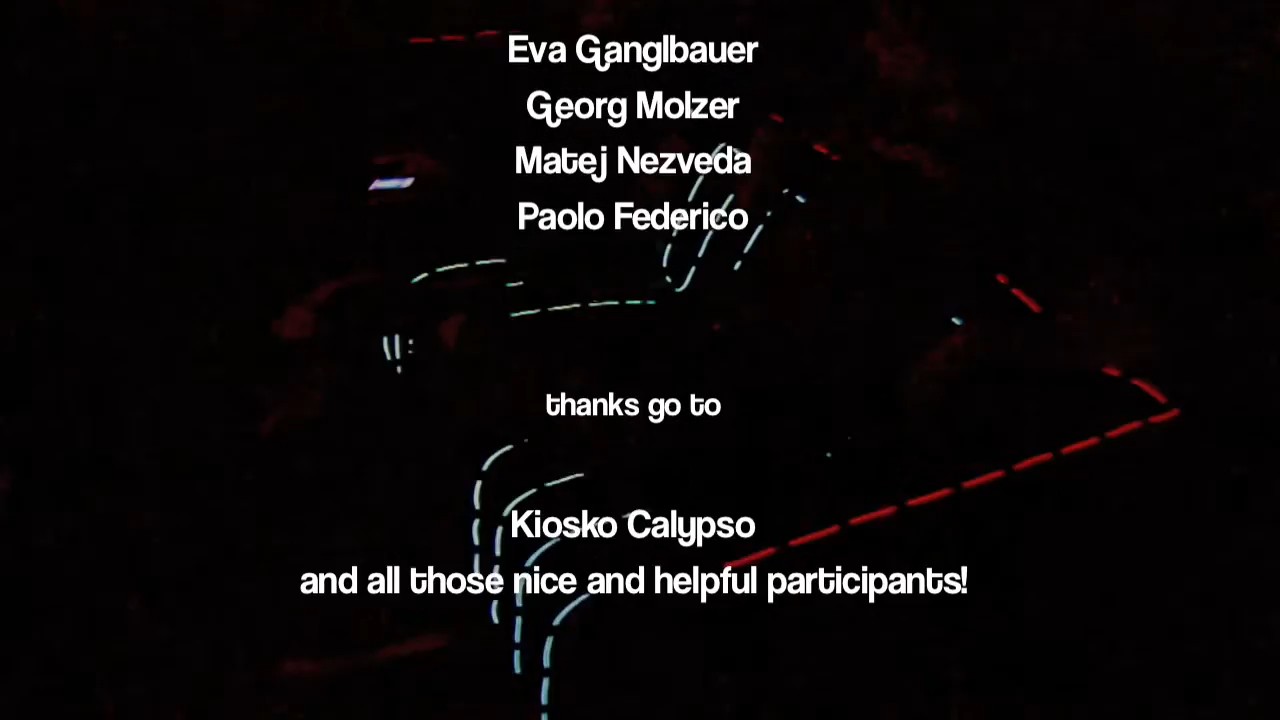 Eva Ganglbauer
Georg Molzer
Matej Nezveda
Paolo Federico
thanks go to
Kiosko Calypso
and all those nice and helpful participants!